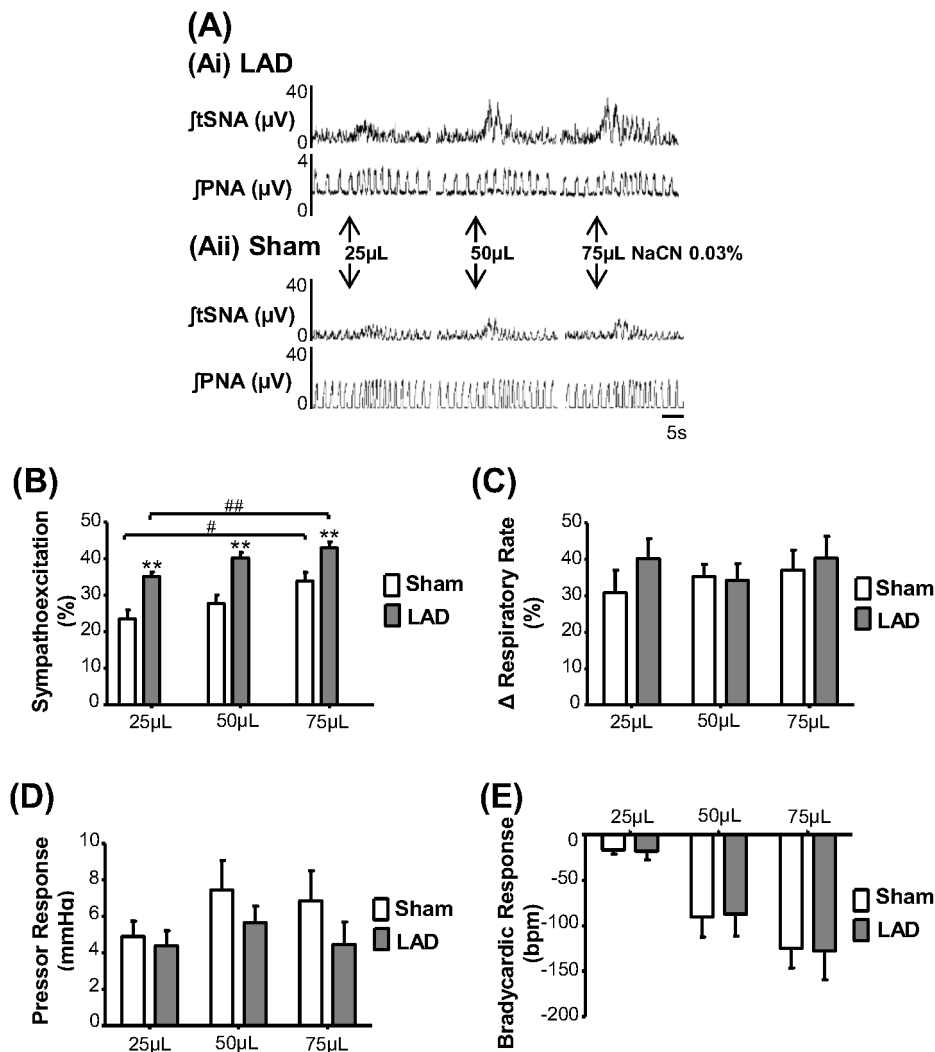 (A)
(Ai) LAD
40
∫tSNA (µV)
0
4
∫PNA (µV)
0
(Aii) Sham
25µL 50µL 75µL NaCN 0.03%
40
∫tSNA (µV)
0
40
∫PNA (µV)
0
5s
(B)
Sympathoexcitation
(%)
50
40
30
20
10
0
##
#
** ** **
25µL 50µL 75µL
Sham
LAD
(C)
Δ Respiratory Rate
(%)
50
40
30
20
10
0
25µL 50µL 75µL
Sham
LAD
(D)
Pressor Response
(mmHg)
10
8
6
4
2
0
25µL 50µL 75µL
Sham
LAD
(E)
Bradycardic Response
(bpm)
25µL 50µL 75µL
0
-50
-100
-150
-200
Sham
LAD